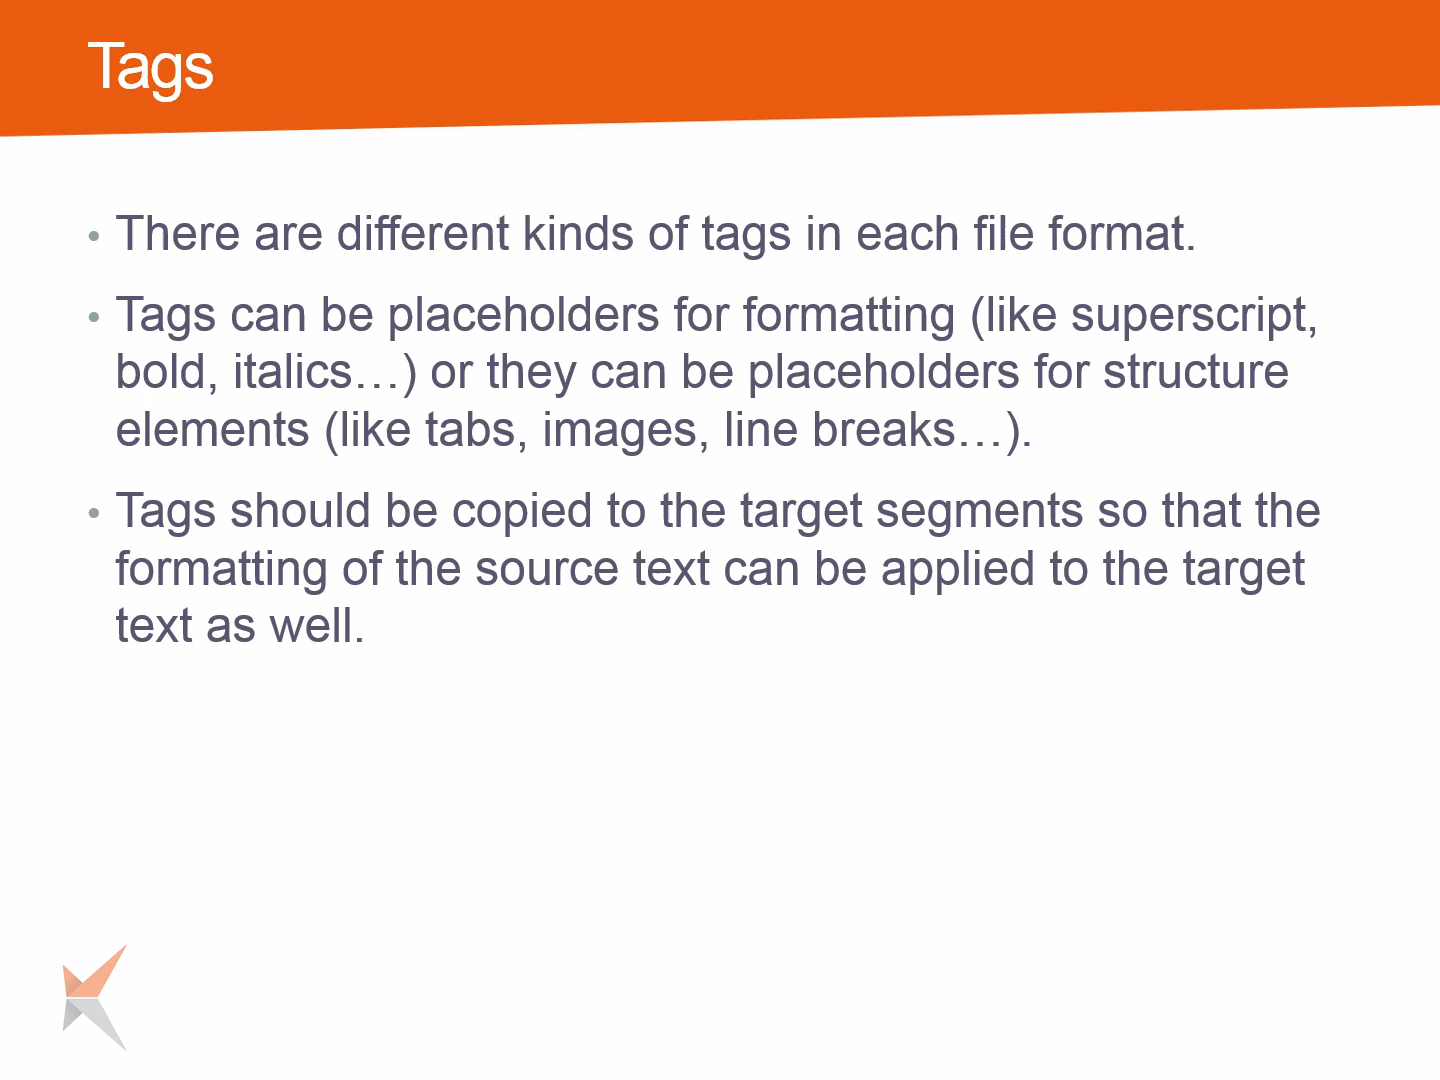 Tags
• There are different kinds of tags in each file format.
• Tags can be placeholders for formatting (like superscript,
bold, italics…) or they can be placeholders for structure
elements (like tabs, images, line breaks…).
• Tags should be copied to the target segments so that the
formatting of the source text can be applied to the target
text as well.